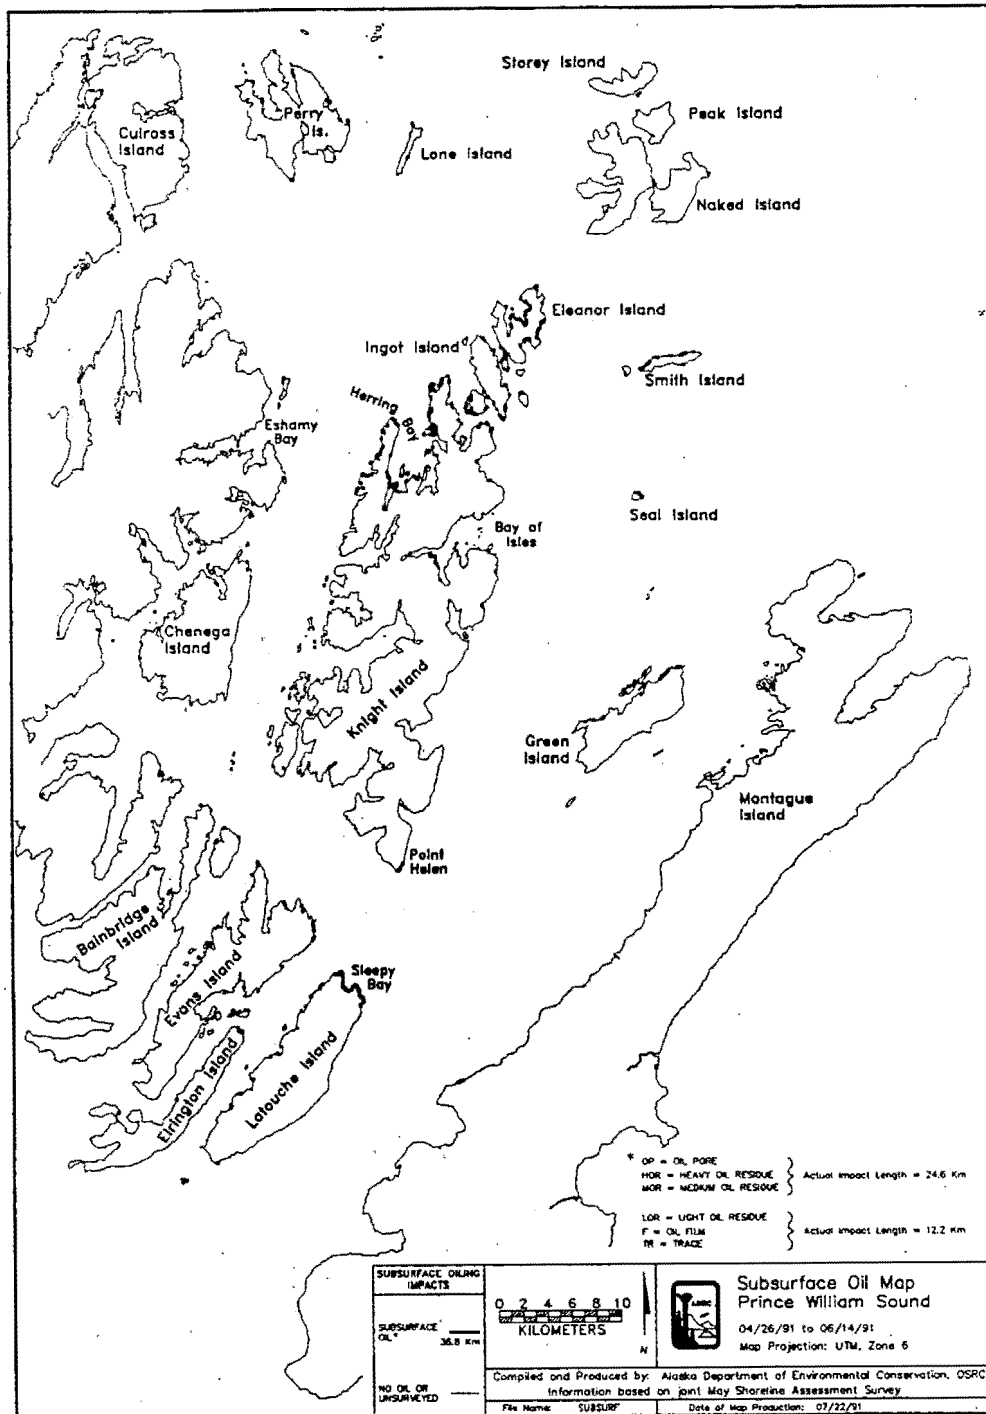 Storey Island
Peak Island
Culross
Island
Perry
Is.
Lone Island
Naked Island
Eleanor Island
Ingot Island
Smith Island
Herring Bay
Eshamy
Bay
Seal Island
Bay of
Isles
Chenega
Island
Knight Island
Green
Island
Montague
Island
Point
Helen
Bainbridge
Island
Evans Island
Sleepy
Bay
Elrington Island
Latouche Island
* OP = OIL PORE
HOR = HEAVY OIL RESIDUE
MOR = MEDIUM OIL RESIDUE
Actual Impact Length = 24.6 Km
LOR = LIGHT OIL RESIDUE
F = OIL FILM
TR = TRACE
Actual Impact Length = 12.2 Km
SUBSURFACE OILING
IMPACTS
SUBSURFACE
OIL*
36.8 Km
NO OIL OR
UNSURVEYED
0 2 4 6 8 10
KILOMETERS
N
ADEC
Subsurface Oil Map
Prince William Sound
04/26/91 to 06/14/91
Map Projection: UTM, Zone 6
Compiled and Produced by: Alaska Department of Environmental Conservation, OSRC
Information based on joint May Shoreline Assessment Survey
File Name: SUBSURF
Date of Map Production: 07/22/91